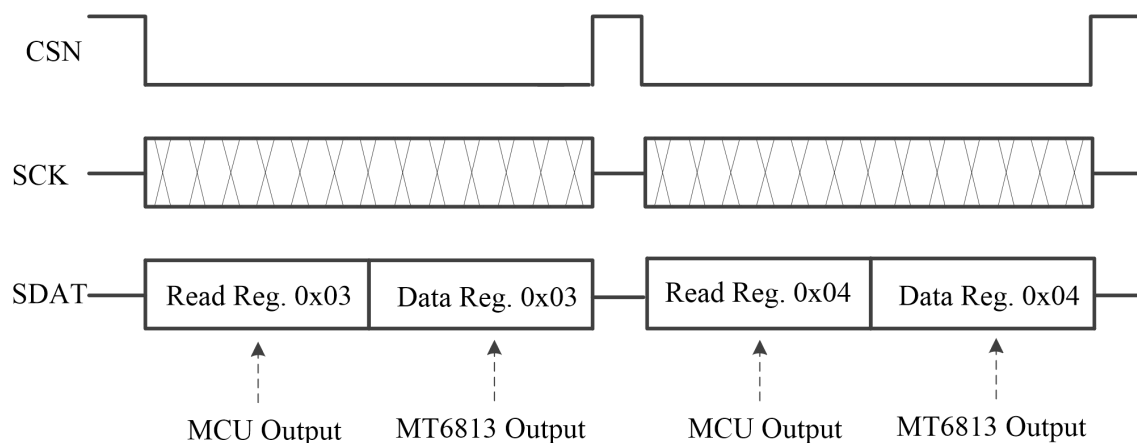 CSN
SCK
SDAT
Read Reg. 0x03
Data Reg. 0x03
Read Reg. 0x04
Data Reg. 0x04
MCU Output
MT6813 Output
MCU Output
MT6813 Output